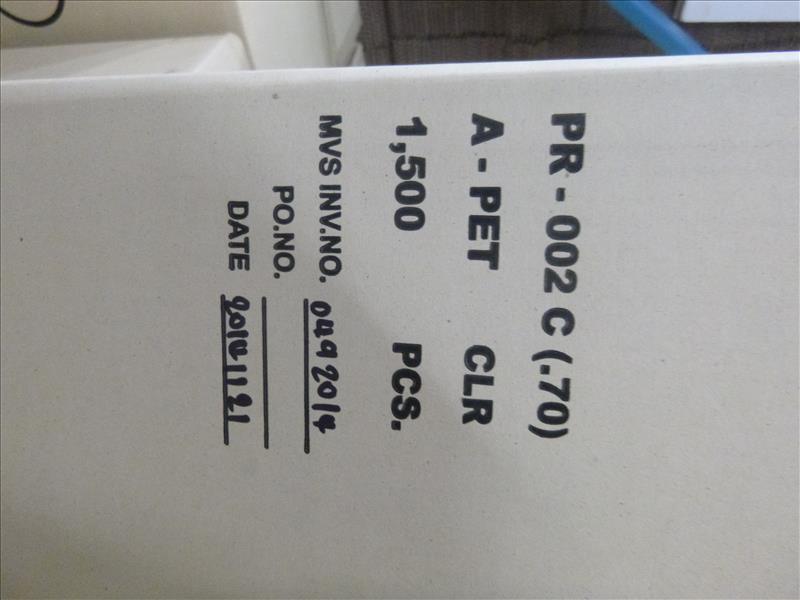 PR - 002 C (.70)
A - PET CLR
1,500 PCS.
MVS INV.NO. 0492014
PO.NO.
DATE 20141121